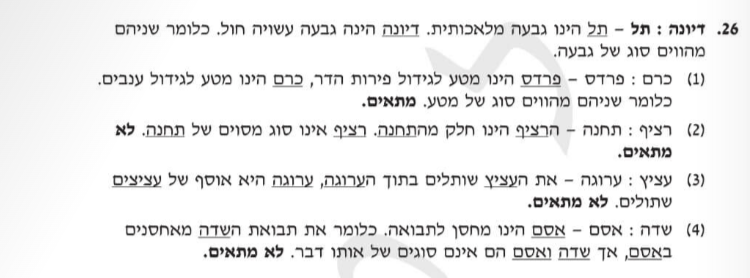 26. דיונה : תל – תל הינו גבעה מלאכותית. דיונה הינה גבעה עשויה חול. כלומר שניהם
מהווים סוג של גבעה.
(1) כרם : פרדס – פרדס הינו מטע לגידול פירות הדר, כרם הינו מטע לגידול ענבים.
כלומר שניהם מהווים סוג של מטע. מתאים.
(2) רציף : תחנה – הרציף הינו חלק מהתחנה. רציף אינו סוג מסוים של תחנה. לא
מתאים.
(3) עציץ : ערוגה – את העציץ שותלים בתוך הערוגה, ערוגה היא אוסף של עציצים
שתולים. לא מתאים.
(4) שדה : אסם – אסם הינו מחסן לתבואה. כלומר את תבואת השדה מאחסנים
באסם, אך שדה ואסם הם אינם סוגים של אותו דבר. לא מתאים.